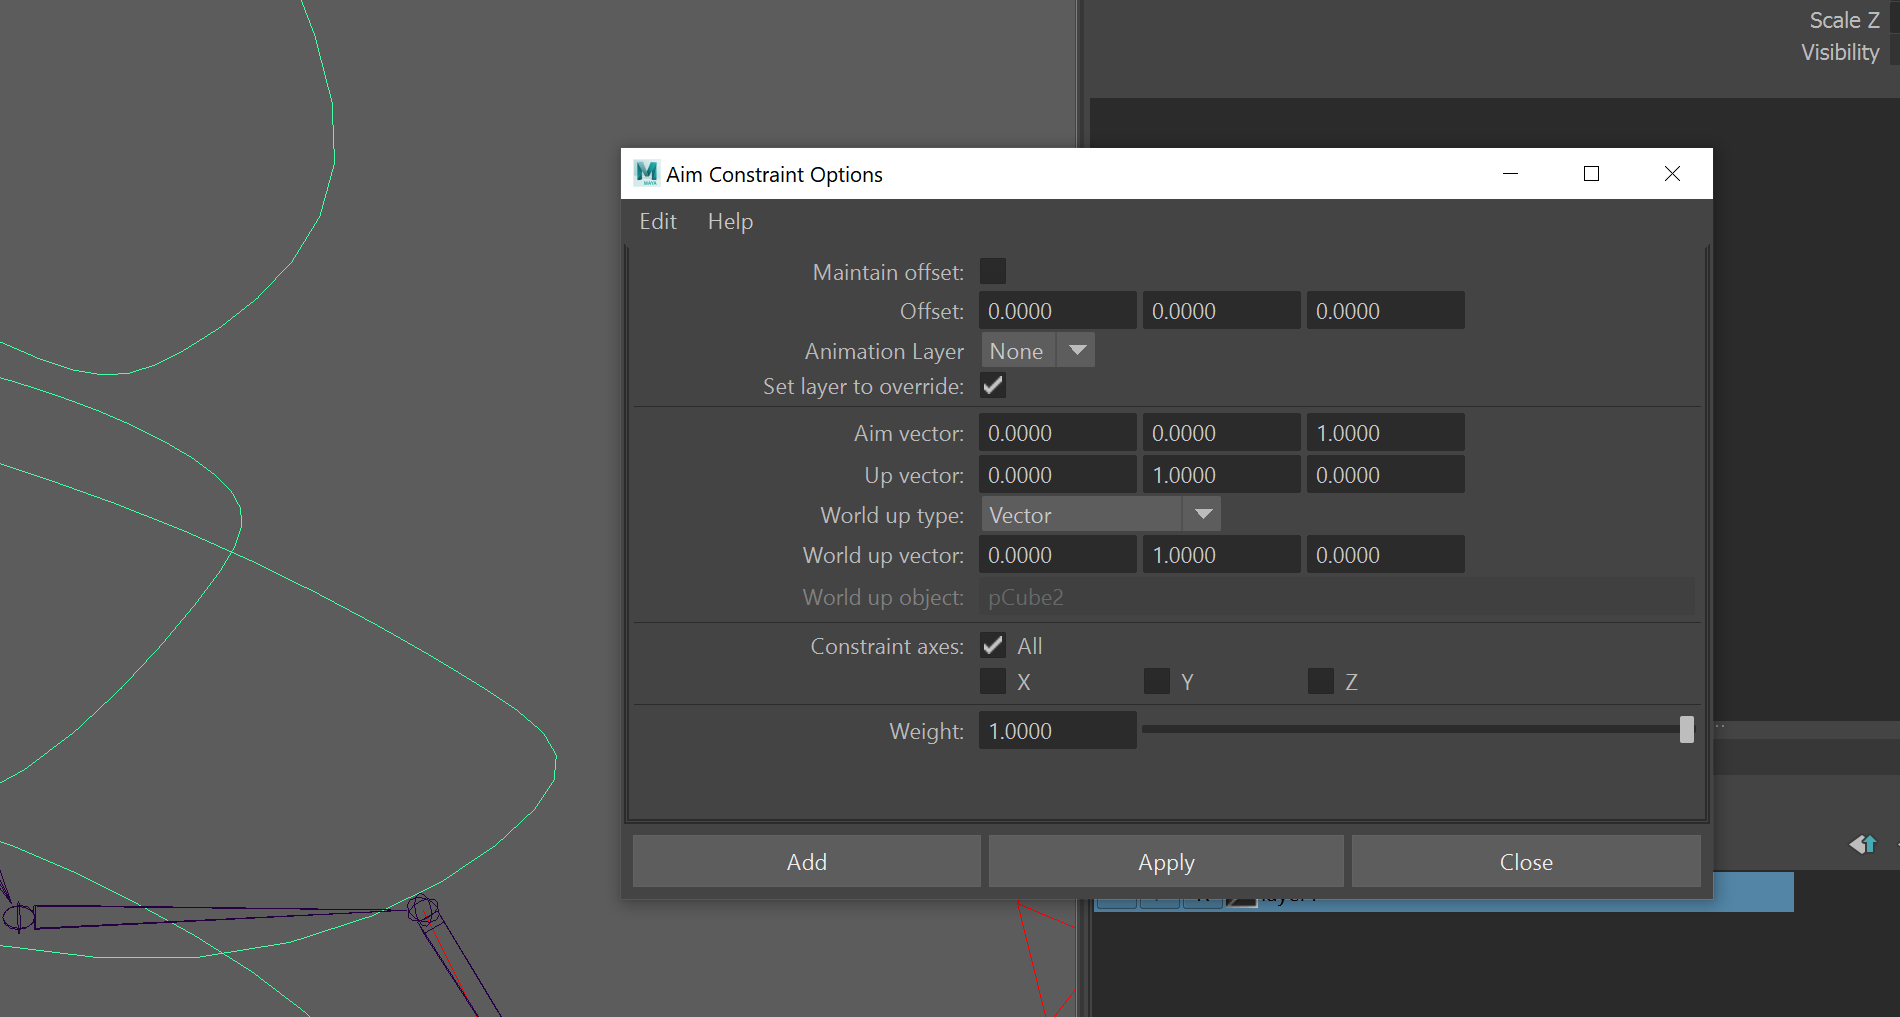 Scale Z
Visibility
Aim Constraint Options
Edit Help
Maintain offset:
Offset: 0.0000 0.0000 0.0000
Animation Layer None
Set layer to override:
Aim vector: 0.0000 0.0000 1.0000
Up vector: 0.0000 1.0000 0.0000
World up type: Vector
World up vector: 0.0000 1.0000 0.0000
World up object: pCube2
Constraint axes: All
X Y Z
Weight: 1.0000
Add Apply Close